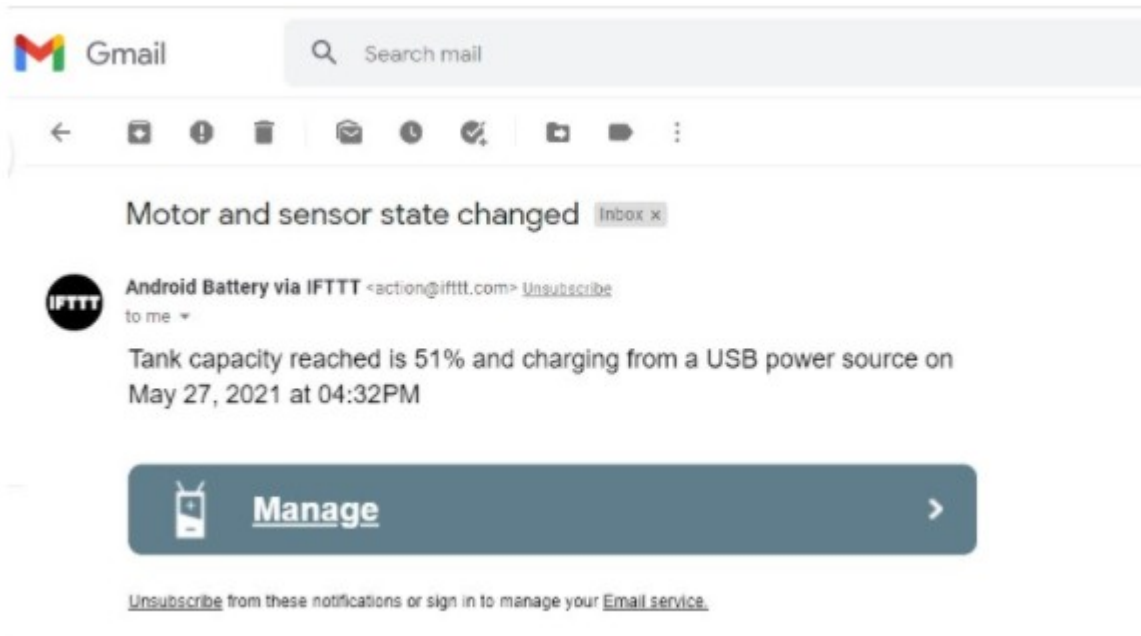 Gmail
Search mail
Motor and sensor state changed Inbox x
IFTTT
Android Battery via IFTTT <action@ifttt.com> Unsubscribe
to me
Tank capacity reached is 51% and charging from a USB power source on
May 27, 2021 at 04:32PM
Manage
Unsubscribe from these notifications or sign in to manage your Email service.